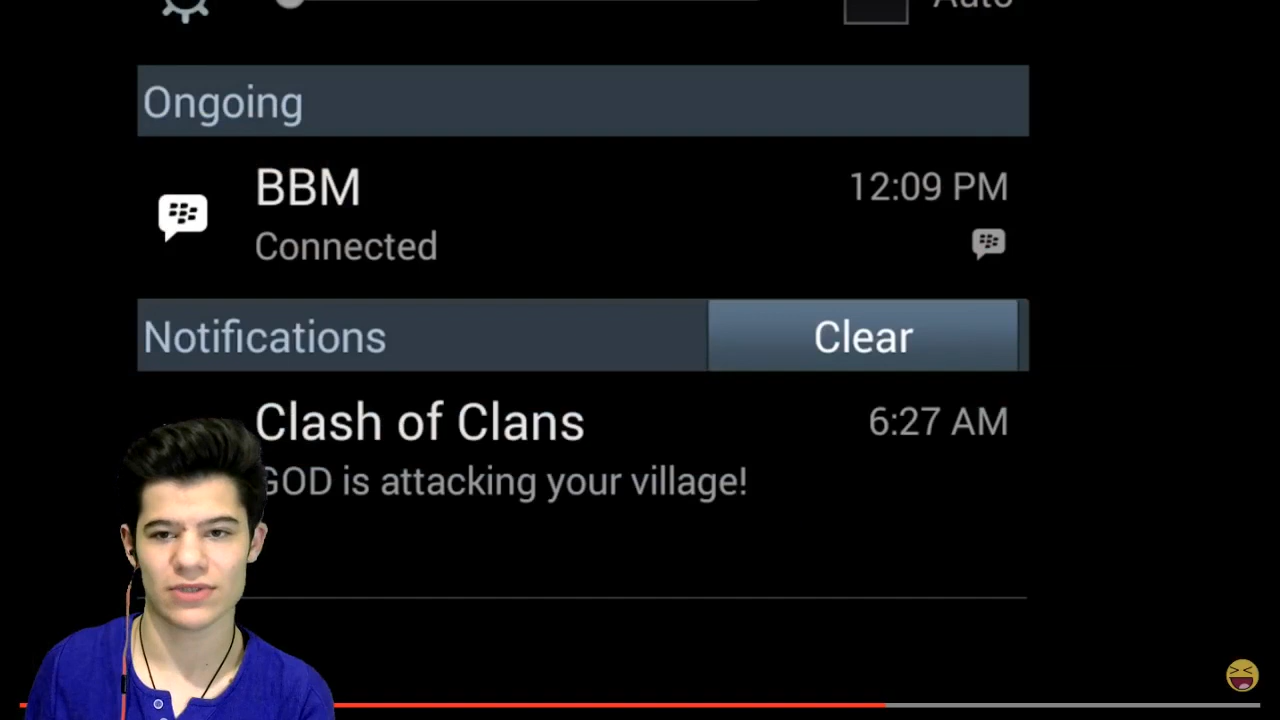 Auto
Ongoing
BBM
12:09 PM
Connected
Notifications
Clear
Clash of Clans
6:27 AM
GOD is attacking your village!